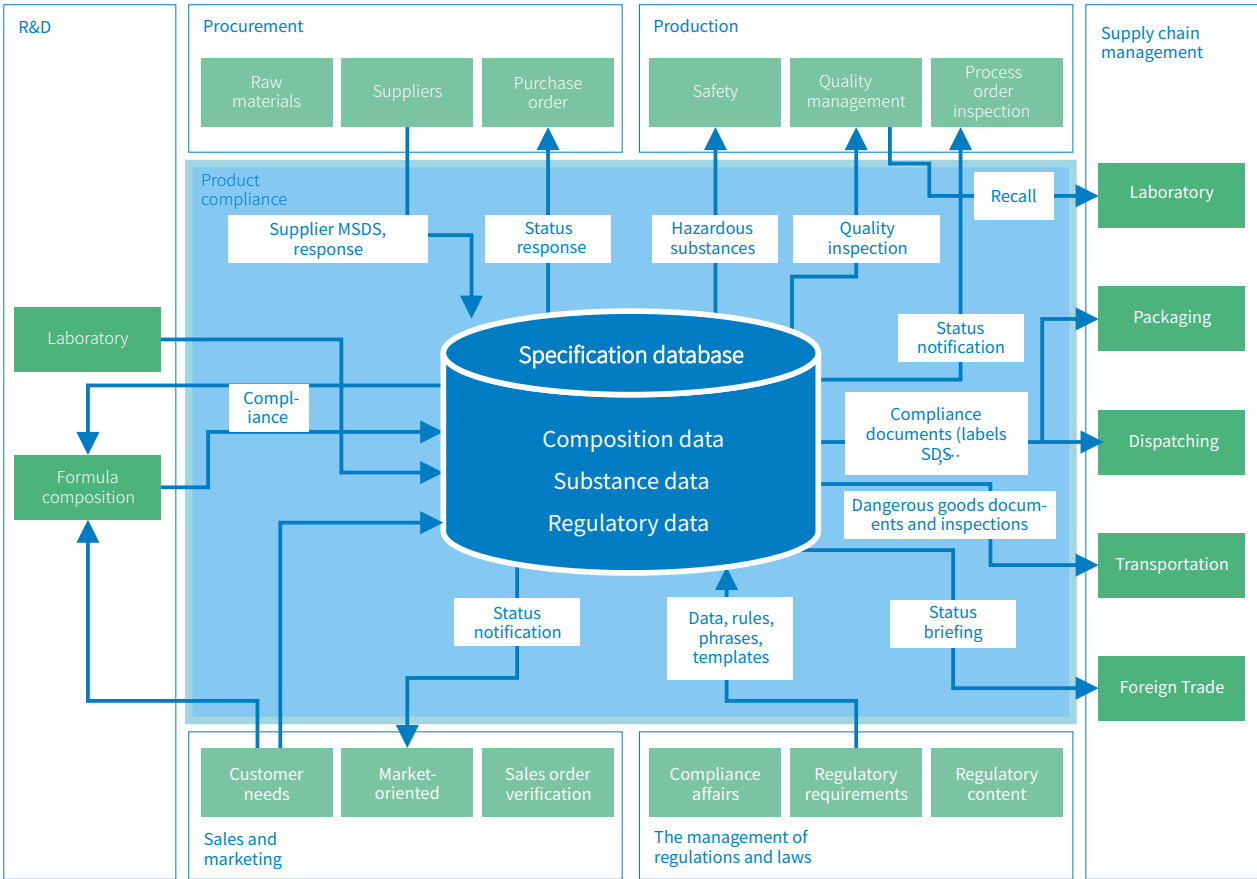 R&D
Procurement
Production
Supply chain
management
Raw
materials
Suppliers
Purchase
order
Safety
Quality
management
Process
order
inspection
Product
compliance
Recall
Laboratory
Supplier MSDS,
response
Status
response
Hazardous
substances
Quality
inspection
Laboratory
Packaging
Status
notification
Specification database
Compl-
iance
Composition data
Substance data
Regulatory data
Compliance
documents (labels
SDS,··
Dispatching
Formula
composition
Dangerous goods docum-
ents and inspections
Transportation
Status
notification
Data, rules,
phrases,
templates
Status
briefing
Foreign Trade
Customer
needs
Market-
oriented
Sales order
verification
Compliance
affairs
Regulatory
requirements
Regulatory
content
Sales and
marketing
The management of
regulations and laws